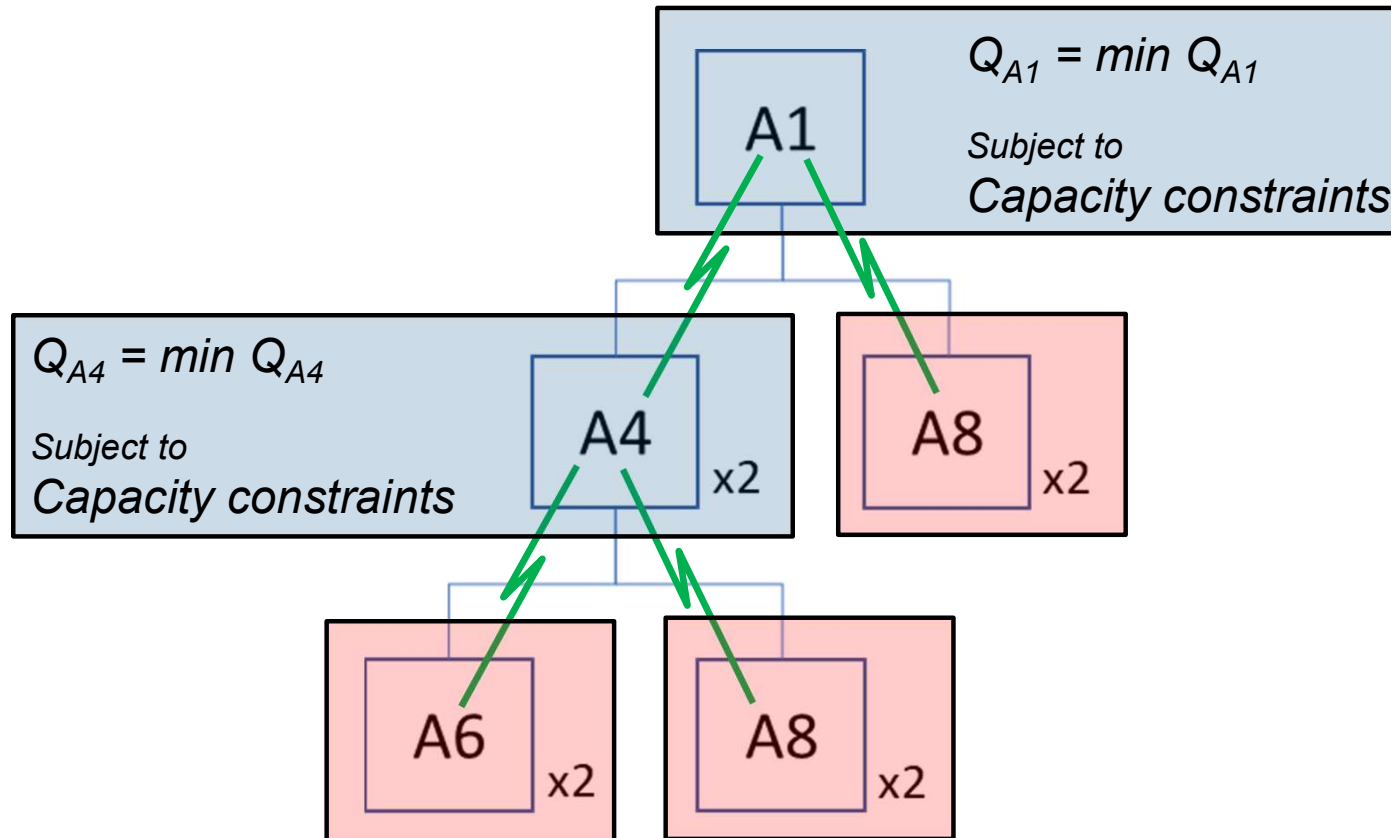 Q_A1 = min Q_A1
A1
Subject to
Capacity constraints
Q_A4 = min Q_A4
Subject to
Capacity constraints
A4
x2
A8
x2
A6
x2
A8
x2